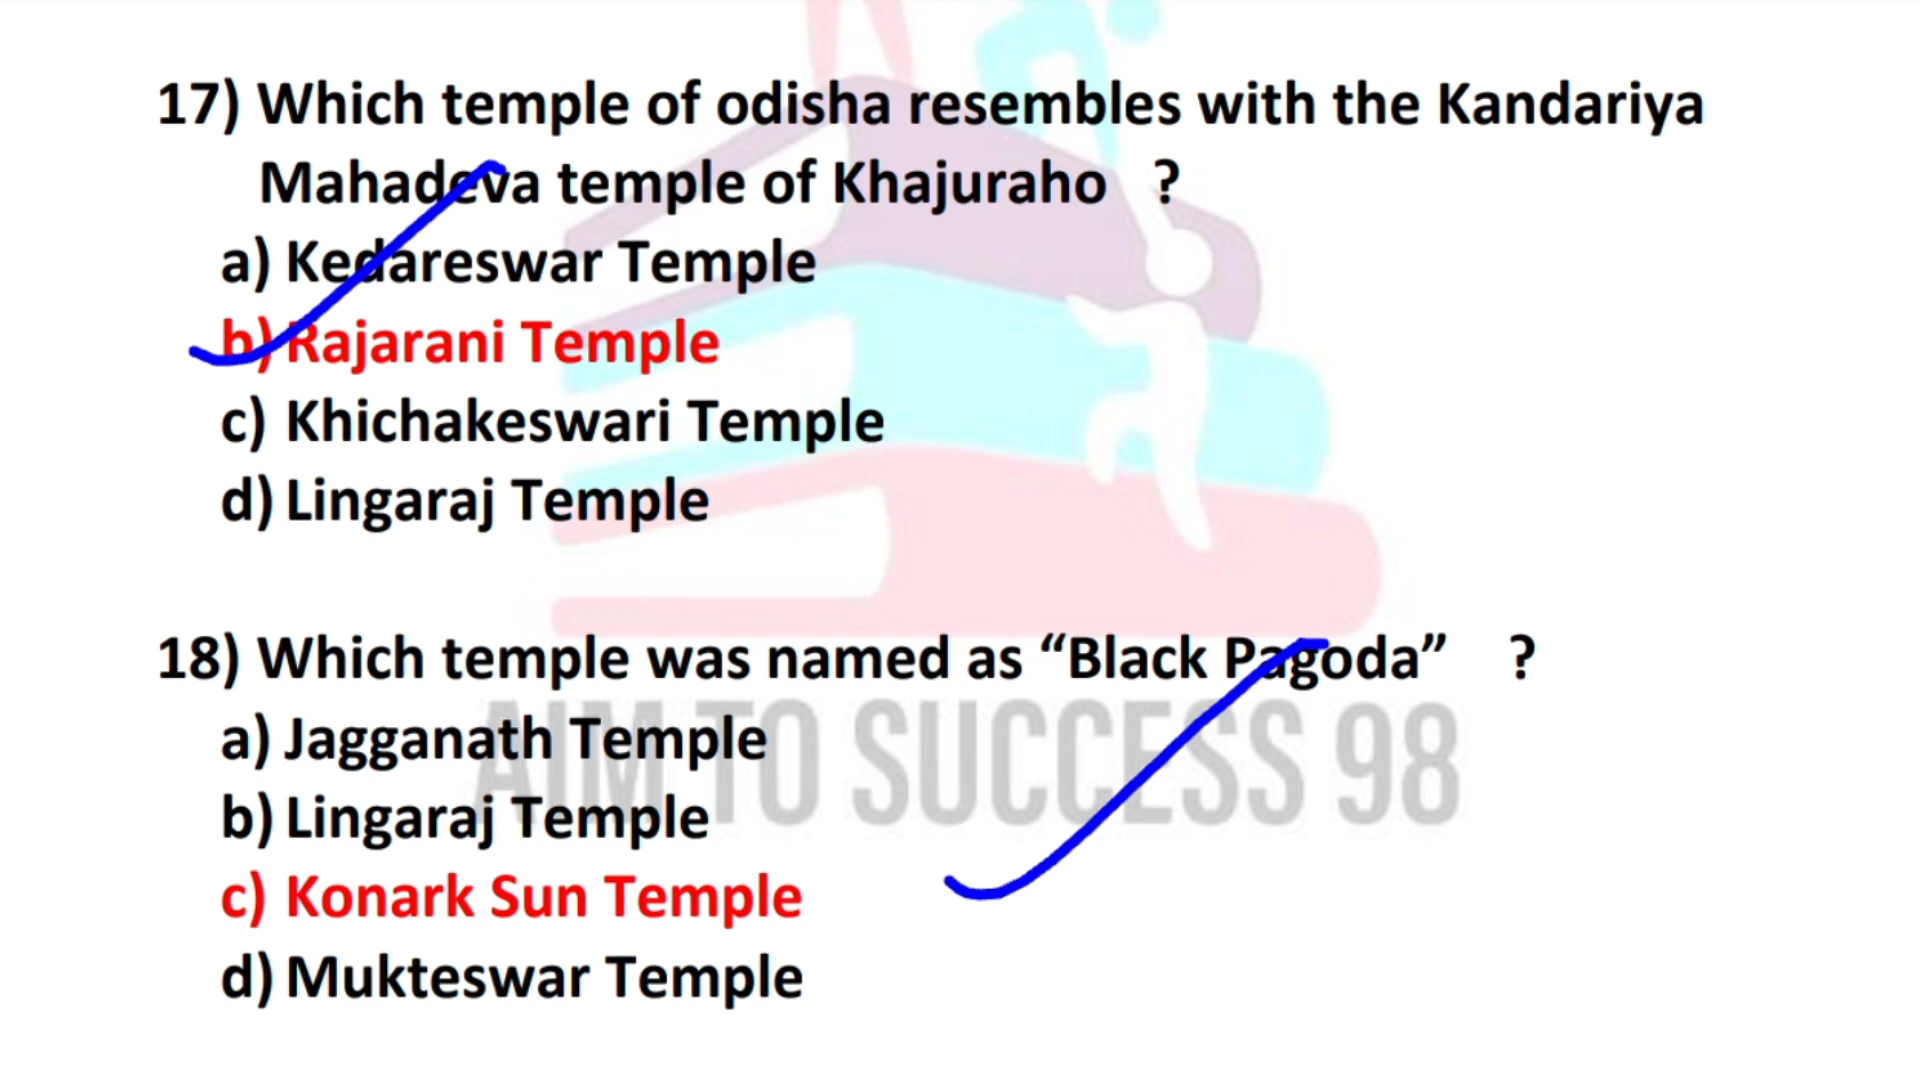 17) Which temple of odisha resembles with the Kandariya
Mahadeva temple of Khajuraho ?
a) Kedareswar Temple
b) Rajarani Temple
c) Khichakeswari Temple
d) Lingaraj Temple
18) Which temple was named as “Black Pagoda” ?
a) Jagganath Temple
AIM TO SUCCESS 98
b) Lingaraj Temple
c) Konark Sun Temple
d) Mukteswar Temple